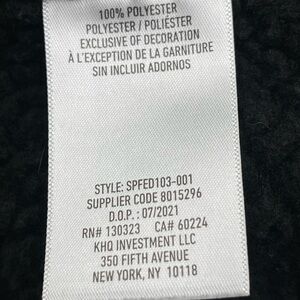 100% POLYESTER
POLYESTER / POLIÉSTER
EXCLUSIVE OF DECORATION
À L'EXCEPTION DE LA GARNITURE
SIN INCLUIR ADORNOS
STYLE: SPFED103-001
SUPPLIER CODE 8015296
D.O.P. : 07/2021
RN# 130323 CA# 60224
KHQ INVESTMENT LLC
350 FIFTH AVENUE
NEW YORK, NY 10118